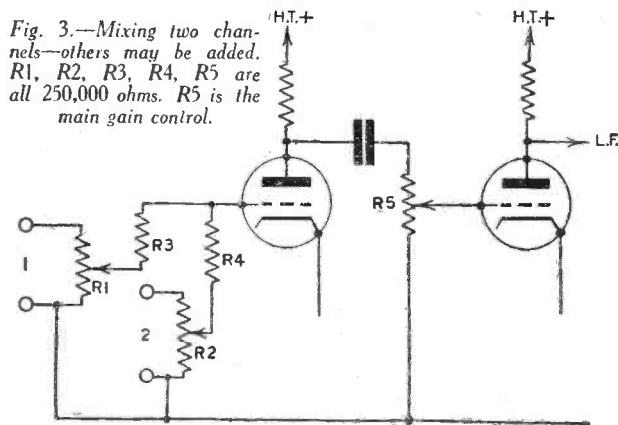 Fig. 3.—Mixing two chan-
nels—others may be added.
R1, R2, R3, R4, R5 are
all 250,000 ohms. R5 is the
main gain control.
H.T.+
H.T.+
L.F.
R5
R3
R4
1
R1
2
R2